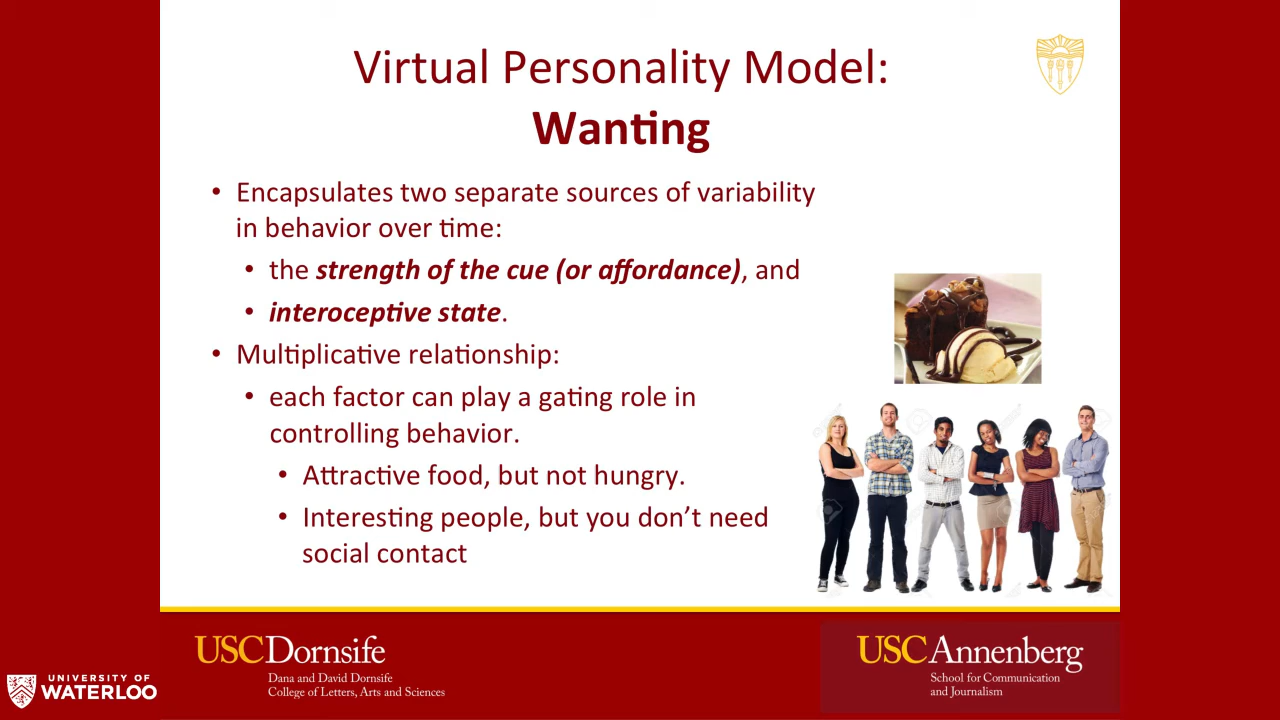 Virtual Personality Model:
Wanting
• Encapsulates two separate sources of variability
in behavior over time:
• the strength of the cue (or affordance), and
• interoceptive state.
• Multiplicative relationship:
• each factor can play a gating role in
controlling behavior.
• Attractive food, but not hungry.
• Interesting people, but you don’t need
social contact
USCDornsife
Dana and David Dornsife
College of Letters, Arts and Sciences
USCAnnenberg
School for Communication
and Journalism
UNIVERSITY OF
WATERLOO